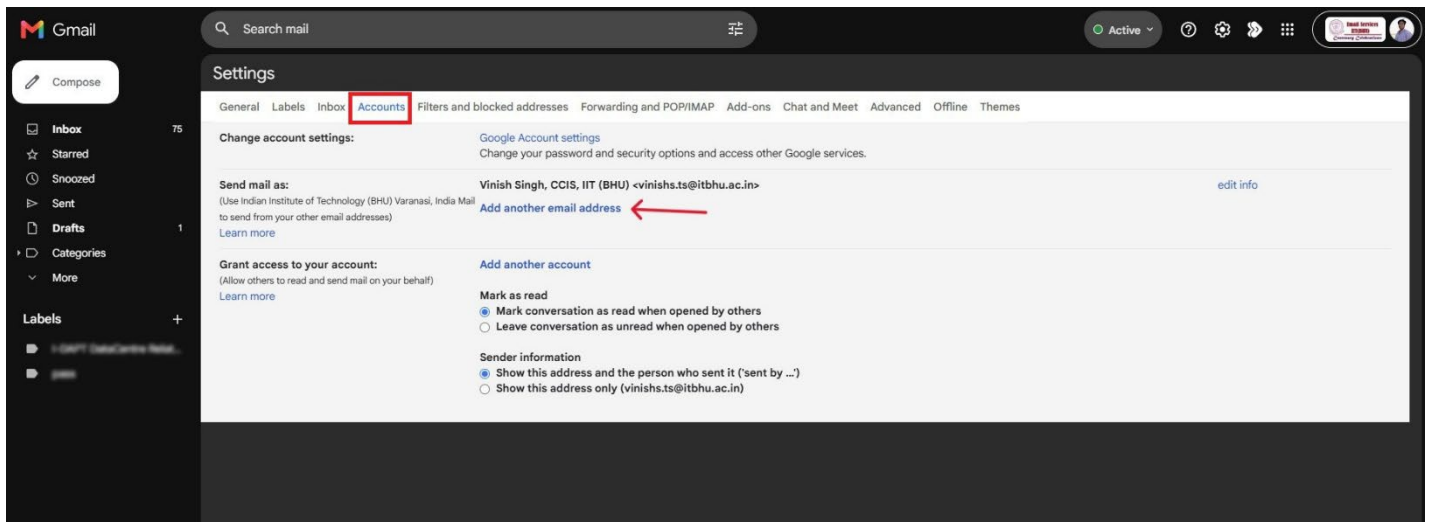 Gmail
Search mail
Active
Compose
Settings
General Labels Inbox Accounts Filters and blocked addresses Forwarding and POP/IMAP Add-ons Chat and Meet Advanced Offline Themes
Inbox 75
Starred
Snoozed
Sent
Drafts 1
Categories
More
Labels +
Change account settings:
Google Account settings
Change your password and security options and access other Google services.
Send mail as:
(Use Indian Institute of Technology (BHU) Varanasi, India Mail
to send from your other email addresses)
Learn more
Vinish Singh, CCIS, IIT (BHU) <vinishs.ts@itbhu.ac.in>
edit info
Add another email address
Grant access to your account:
(Allow others to read and send mail on your behalf)
Learn more
Add another account
Mark as read
Mark conversation as read when opened by others
Leave conversation as unread when opened by others
Sender information
Show this address and the person who sent it ('sent by ...')
Show this address only (vinishs.ts@itbhu.ac.in)